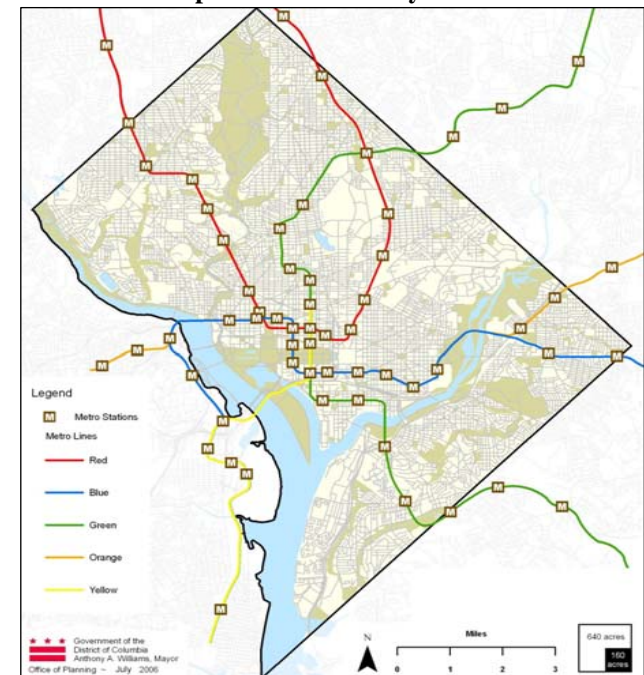 Legend
M Metro Stations
Metro Lines
Red
Blue
Green
Orange
Yellow
Government of the
District of Columbia
Anthony A. Williams, Mayor
Office of Planning ~ July 2006
N
Miles
0 1 2 3
640 acres
160
acres